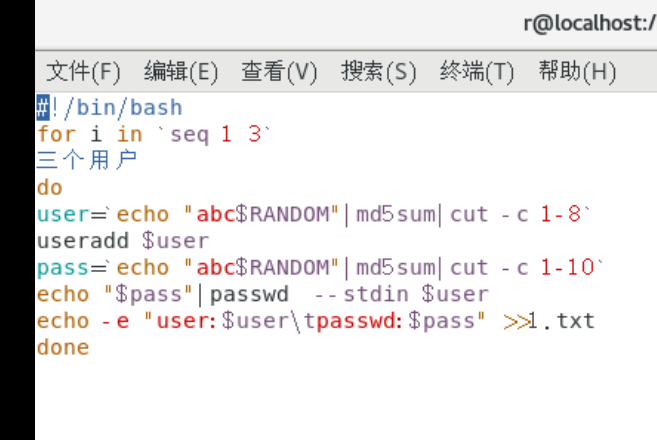 r@localhost:/
文件(F) 编辑(E) 查看(V) 搜索(S) 终端(T) 帮助(H)
#!/bin/bash
for i in `seq 1 3`
三个用户
do
user=`echo "abc$RANDOM"|md5sum|cut -c 1-8`
useradd $user
pass=`echo "abc$RANDOM"|md5sum|cut -c 1-10`
echo "$pass"|passwd  --stdin $user
echo -e "user:$user\tpasswd:$pass" >>1.txt
done